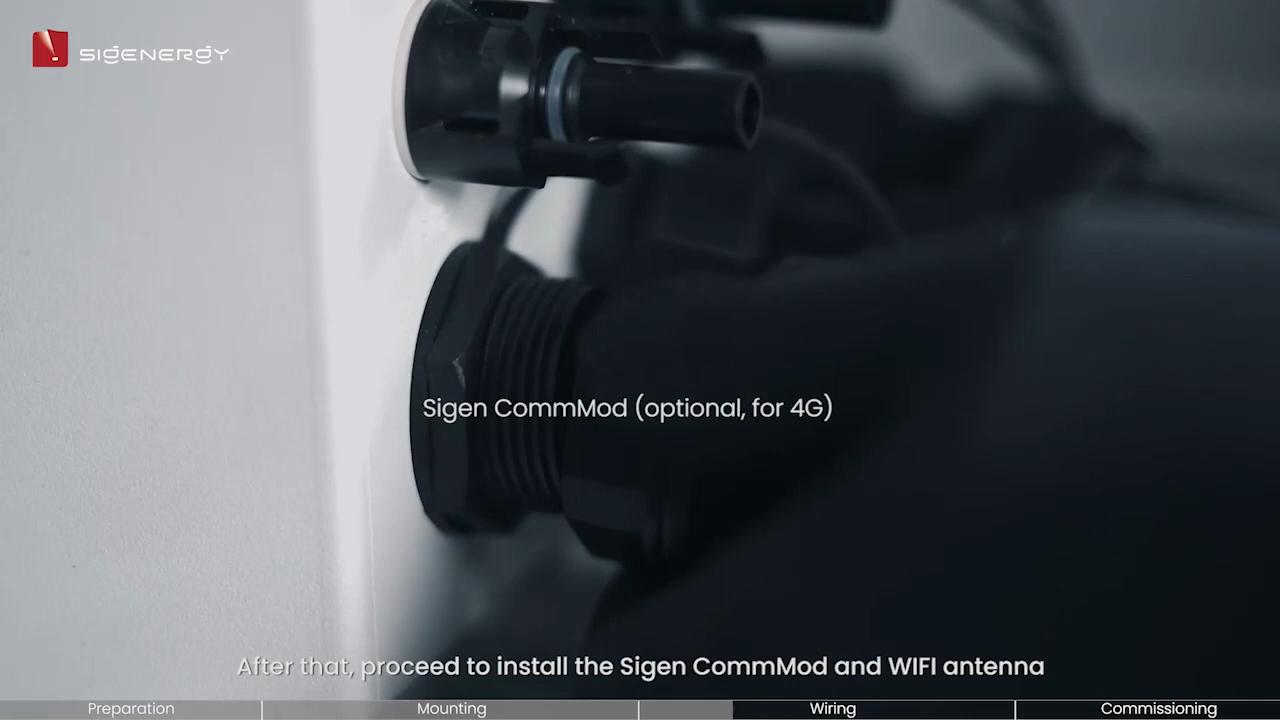 SIGENERGY
Sigen CommMod (optional, for 4G)
After that, proceed to install the Sigen CommMod and WIFI antenna
Preparation
Mounting
Wiring
Commissioning